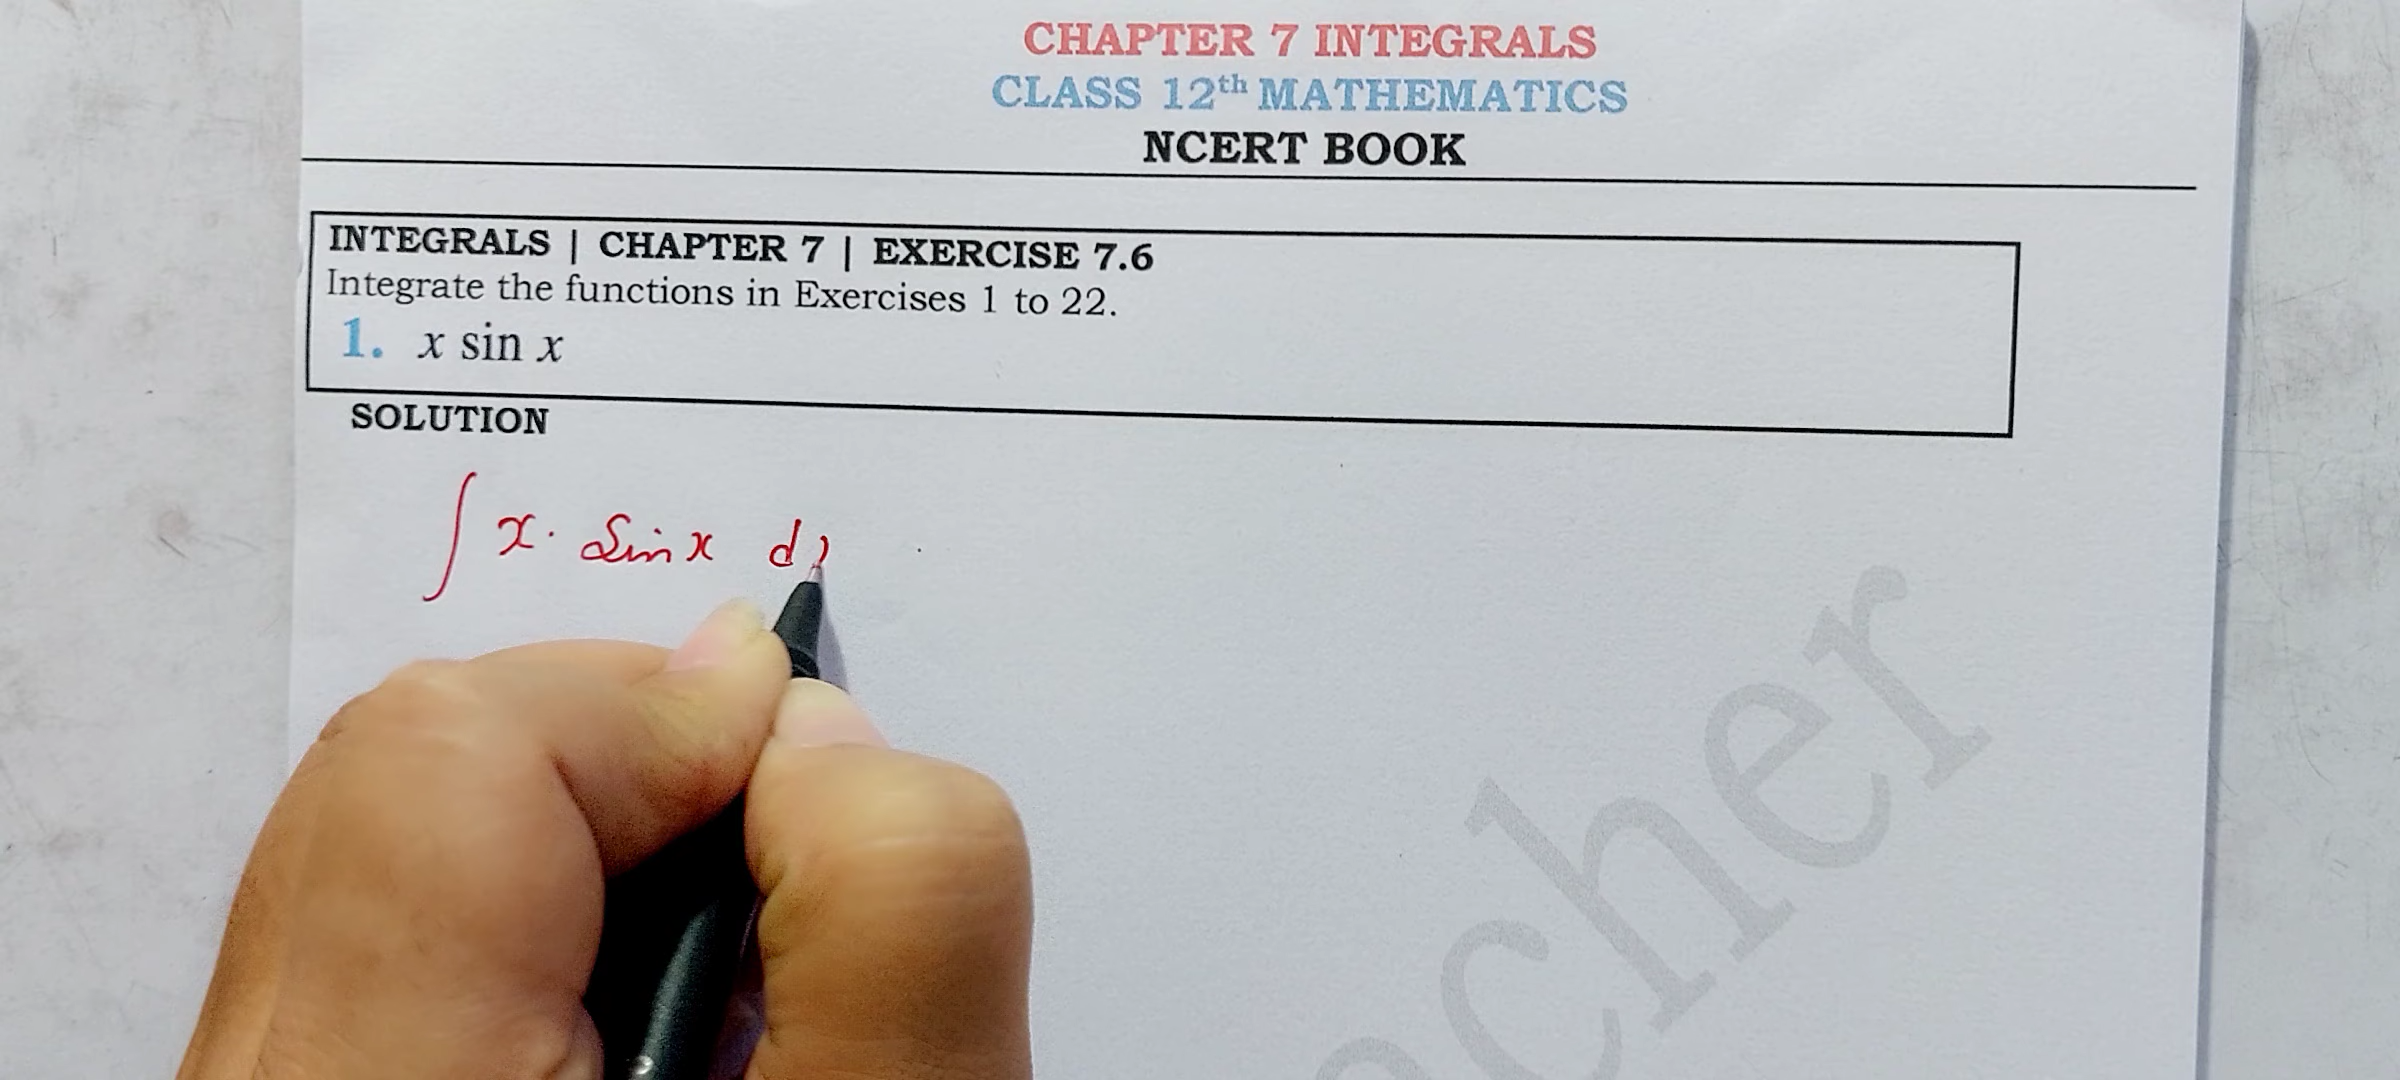 CHAPTER 7 INTEGRALS
CLASS 12th MATHEMATICS
NCERT BOOK
INTEGRALS | CHAPTER 7 | EXERCISE 7.6
Integrate the functions in Exercises 1 to 22.
1. x sin x
SOLUTION
∫ x · Sin x d